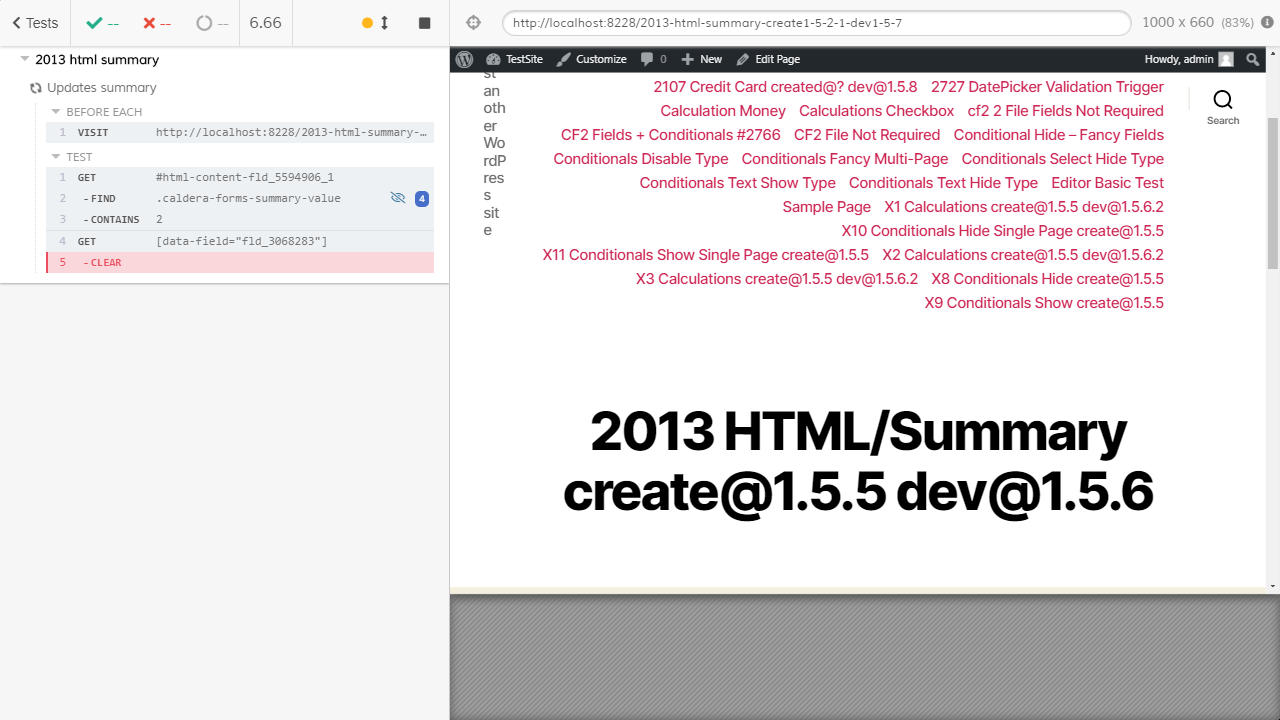 Tests
--
--
--
6.66
http://localhost:8228/2013-html-summary-create1-5-2-1-dev1-5-7
1000 x 660 (83%)
2013 html summary
Updates summary
BEFORE EACH
1 VISIT http://localhost:8228/2013-html-summary-…
TEST
1 GET #html-content-fld_5594906_1
2 -FIND .caldera-forms-summary-value 4
3 -CONTAINS 2
4 GET [data-field="fld_3068283"]
5 -CLEAR
TestSite Customize 0 New Edit Page Howdy, admin
st
an
oth
er
Wo
rdP
res
s
sit
e
2107 Credit Card created@? dev@1.5.8 2727 DatePicker Validation Trigger
Calculation Money Calculations Checkbox cf2 2 File Fields Not Required
CF2 Fields + Conditionals #2766 CF2 File Not Required Conditional Hide – Fancy Fields
Conditionals Disable Type Conditionals Fancy Multi-Page Conditionals Select Hide Type
Conditionals Text Show Type Conditionals Text Hide Type Editor Basic Test
Sample Page X1 Calculations create@1.5.5 dev@1.5.6.2
X10 Conditionals Hide Single Page create@1.5.5
X11 Conditionals Show Single Page create@1.5.5 X2 Calculations create@1.5.5 dev@1.5.6.2
X3 Calculations create@1.5.5 dev@1.5.6.2 X8 Conditionals Hide create@1.5.5
X9 Conditionals Show create@1.5.5
Search
2013 HTML/Summary
create@1.5.5 dev@1.5.6